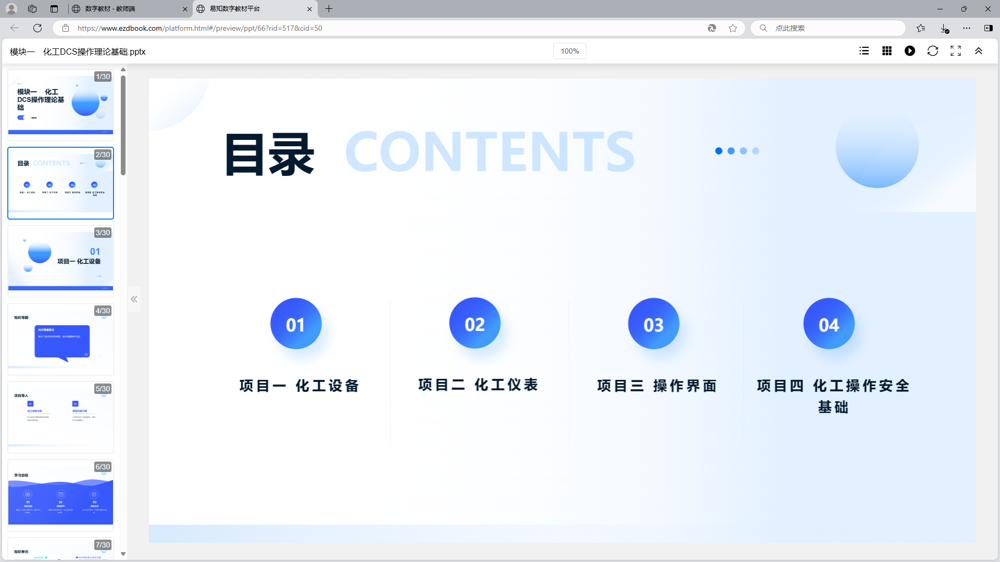 数字教材 - 教师端
易知数字教材平台
https://www.ezdbook.com/platform.html#/preview/ppt/66?rid=517&cid=50
点此搜索
模块一 化工DCS操作理论基础.pptx
100%
1/30
模块一 化工
DCS操作理论基
础
2/30
目录 CONTENTS
3/30
01
项目一 化工设备
4/30
知识导图
5/30
项目导入
6/30
学习目标
01
02
03
7/30
知识单元
目录 CONTENTS
01
02
03
04
项目一 化工设备
项目二 化工仪表
项目三 操作界面
项目四 化工操作安全
基础